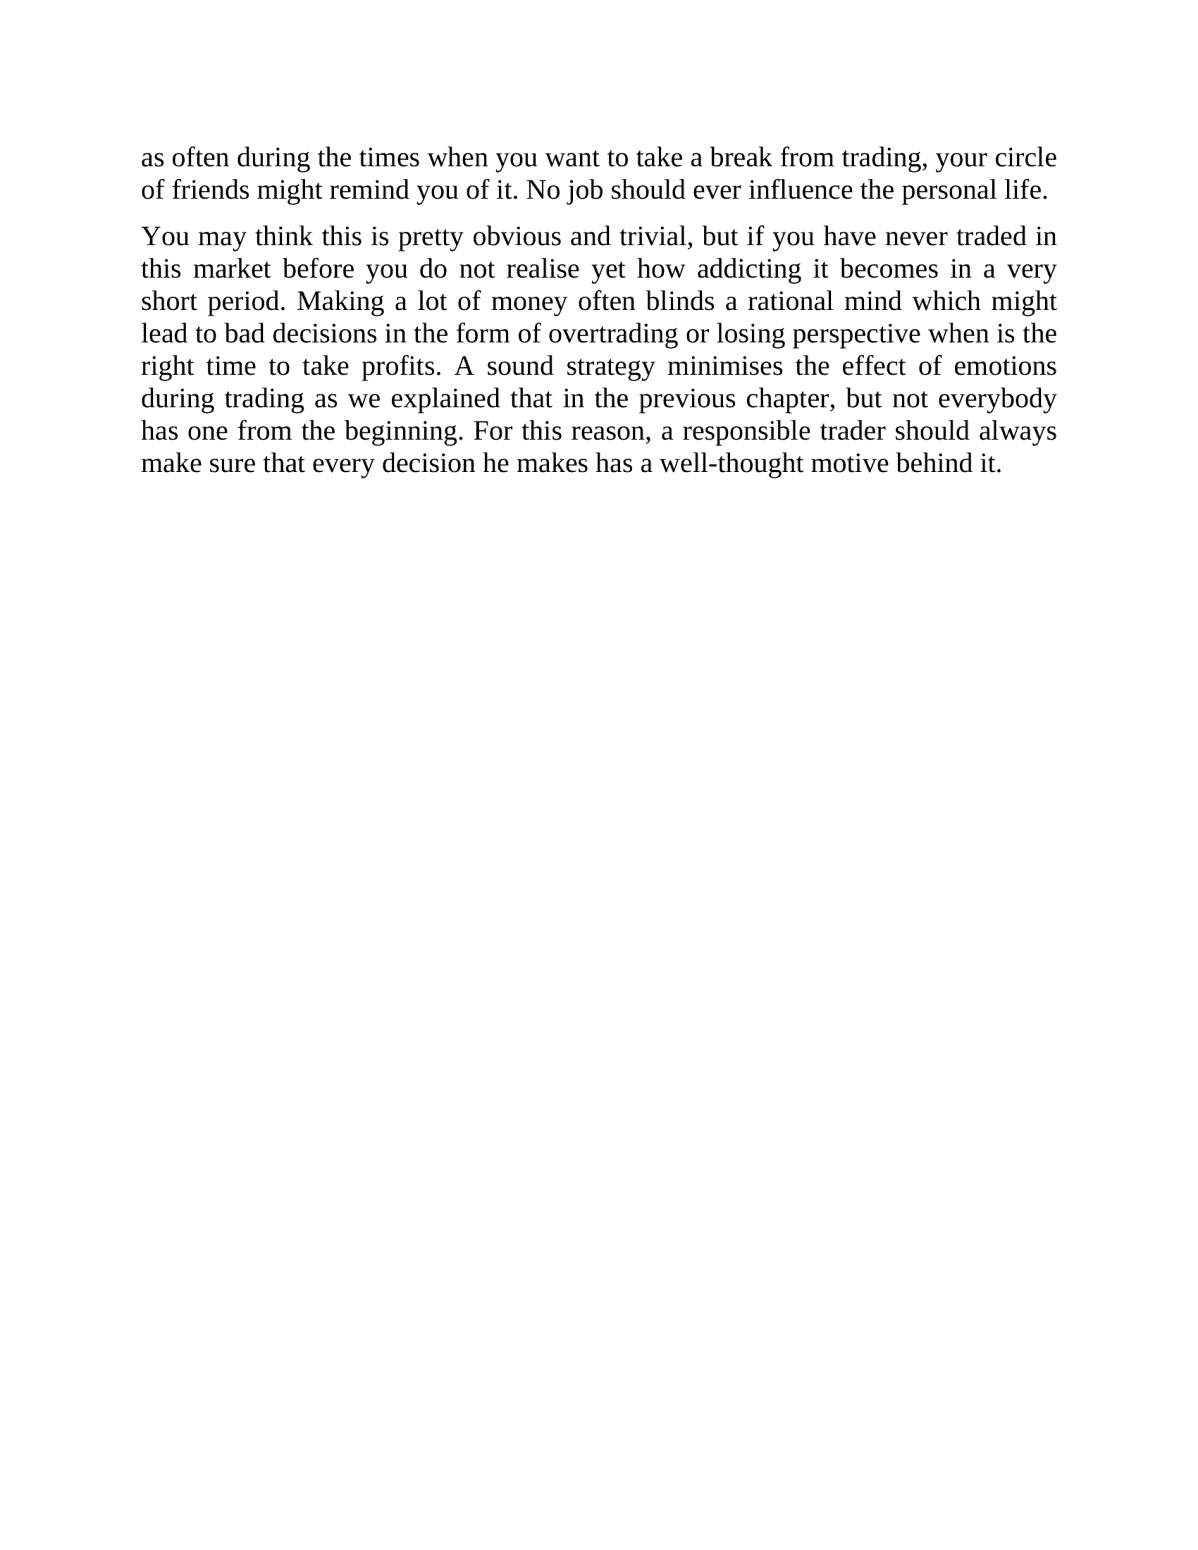 as often during the times when you want to take a break from trading, your circle
of friends might remind you of it. No job should ever influence the personal life.
You may think this is pretty obvious and trivial, but if you have never traded in
this market before you do not realise yet how addicting it becomes in a very
short period. Making a lot of money often blinds a rational mind which might
lead to bad decisions in the form of overtrading or losing perspective when is the
right time to take profits. A sound strategy minimises the effect of emotions
during trading as we explained that in the previous chapter, but not everybody
has one from the beginning. For this reason, a responsible trader should always
make sure that every decision he makes has a well-thought motive behind it.